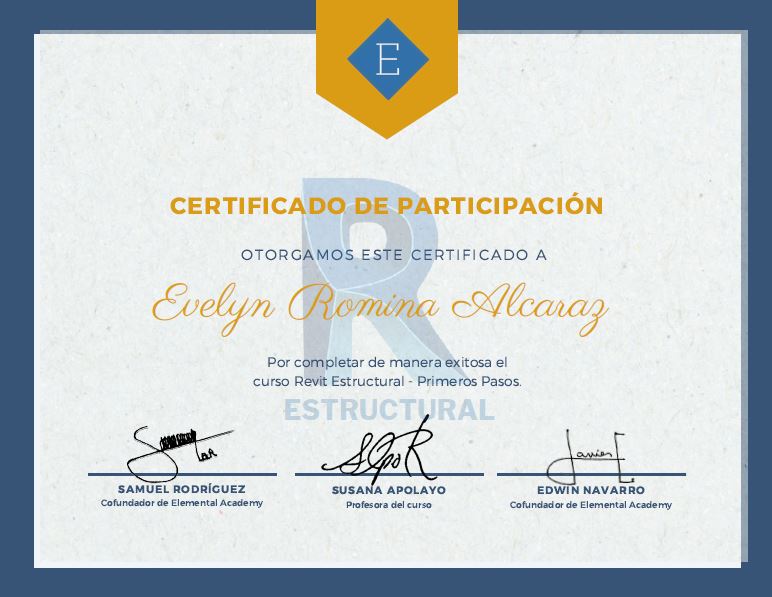 E
CERTIFICADO DE PARTICIPACIÓN
OTORGAMOS ESTE CERTIFICADO A
Evelyn Romina Alcaraz
Por completar de manera exitosa el
curso Revit Estructural - Primeros Pasos.
R
ESTRUCTURAL
SAMUEL RODRÍGUEZ
Cofundador de Elemental Academy
SUSANA APOLAYO
Profesora del curso
Javier
EDWIN NAVARRO
Cofundador de Elemental Academy